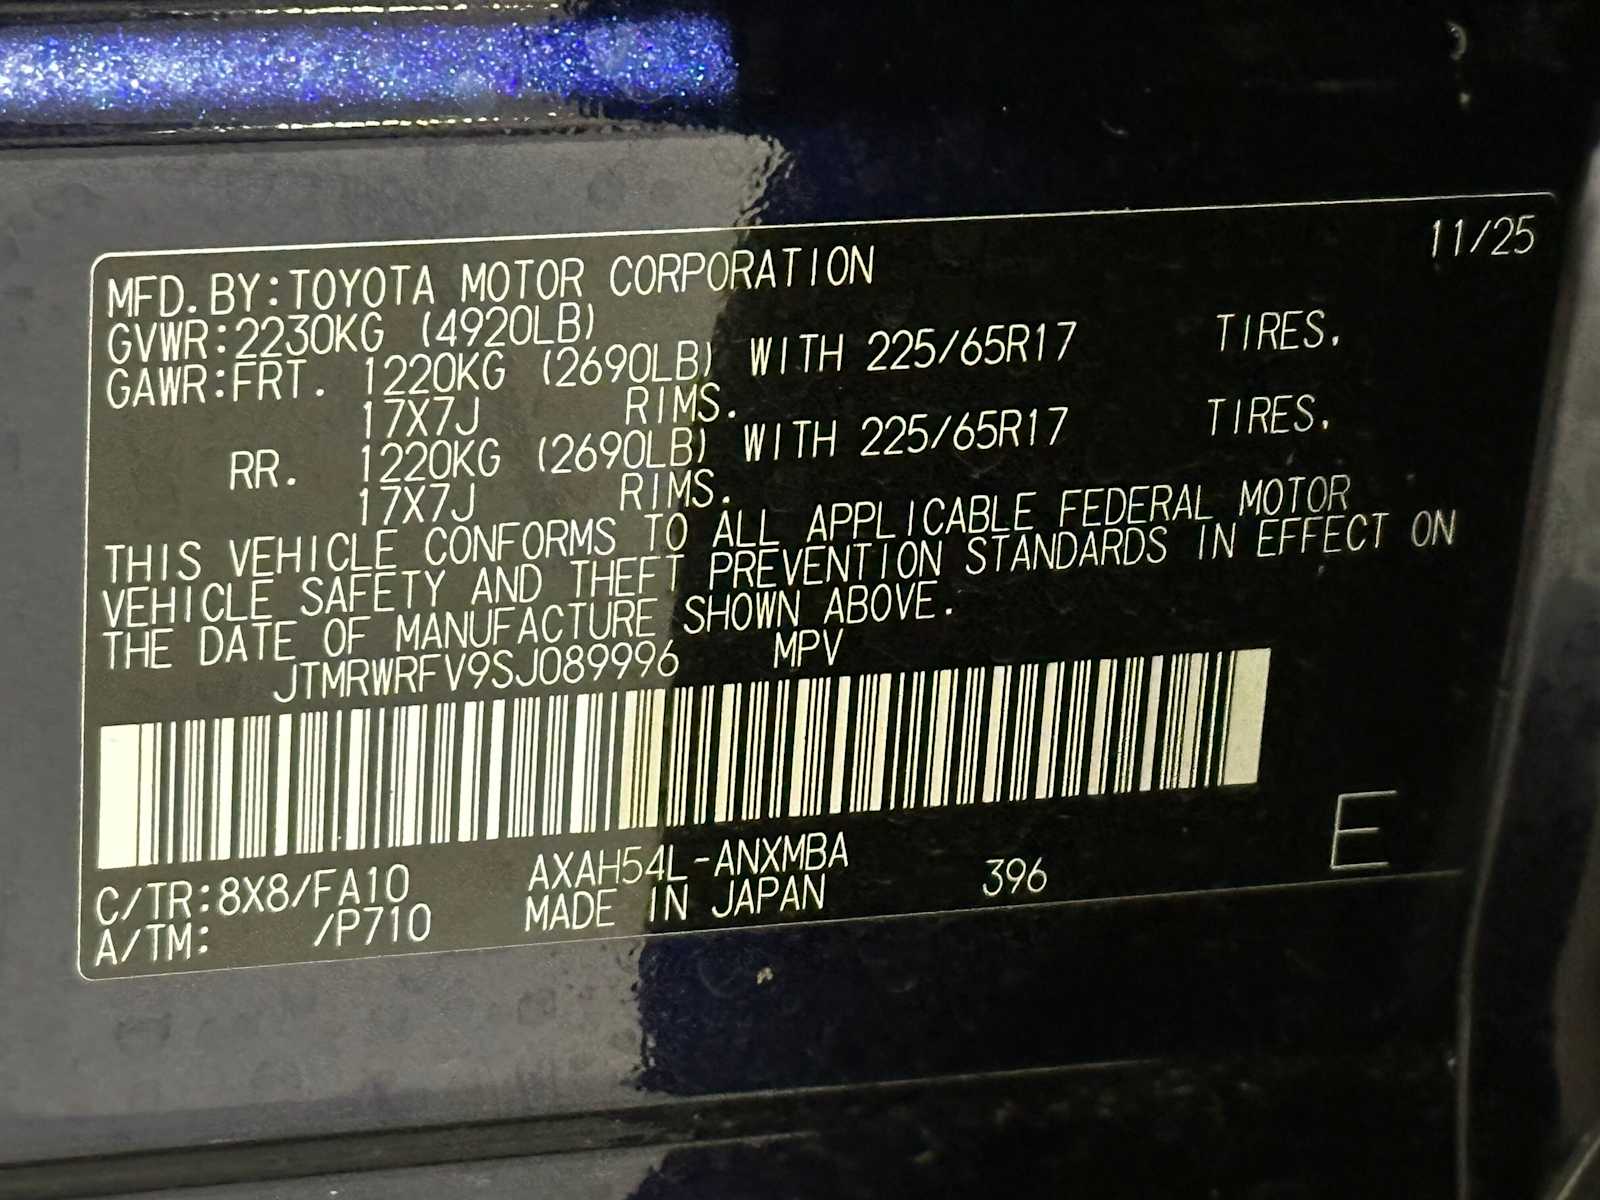 11/25
MFD.BY:TOYOTA MOTOR CORPORATION
GVWR:2230KG (4920LB)
GAWR:FRT. 1220KG (2690LB) WITH 225/65R17 TIRES.
17X7J RIMS.
RR. 1220KG (2690LB) WITH 225/65R17 TIRES.
17X7J RIMS.
THIS VEHICLE CONFORMS TO ALL APPLICABLE FEDERAL MOTOR
VEHICLE SAFETY AND THEFT PREVENTION STANDARDS IN EFFECT ON
THE DATE OF MANUFACTURE SHOWN ABOVE.
JTMRWRFV9SJ089996 MPV
C/TR:8X8/FA10 AXAH54L-ANXMBA 396 E
A/TM: /P710 MADE IN JAPAN